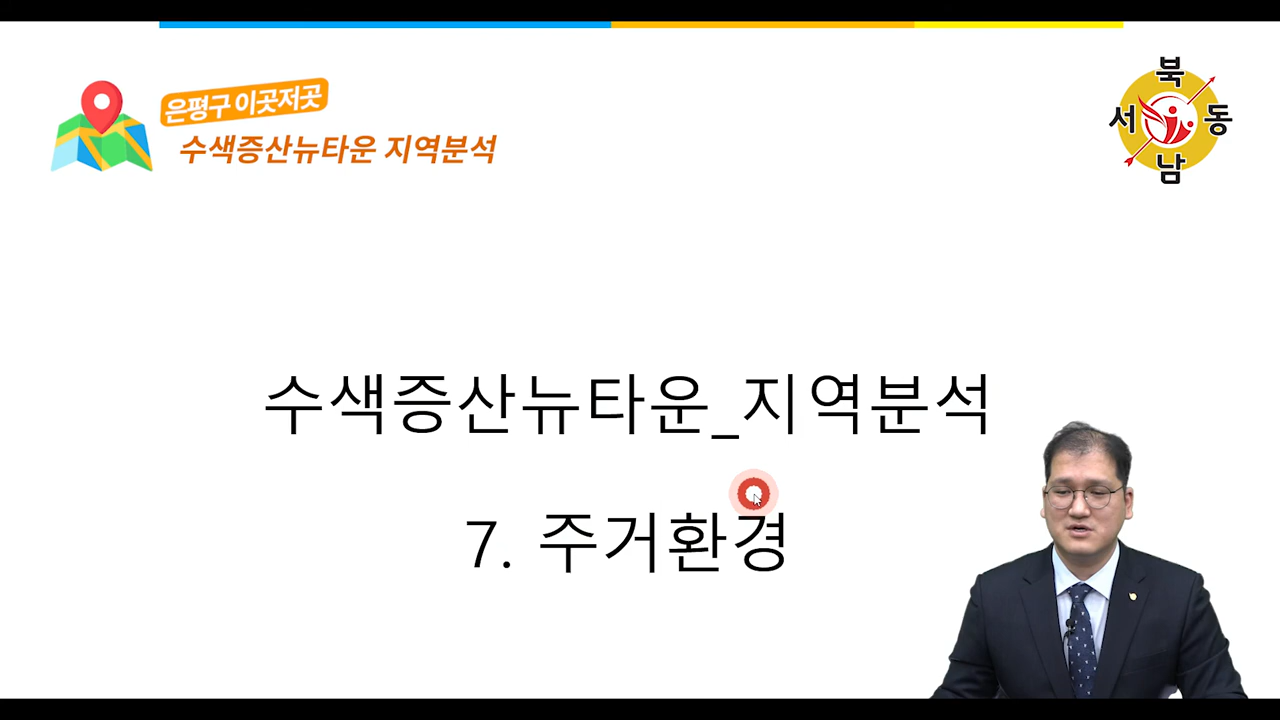 은평구 이곳저곳
수색증산뉴타운 지역분석
북
서
동
남
수색증산뉴타운_지역분석
7. 주거환경